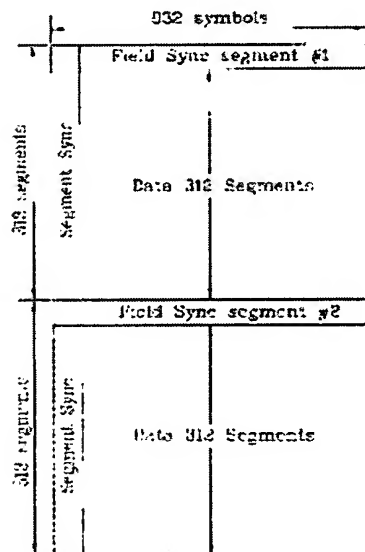 832 symbols
Field Sync segment #1
313 segments
Segment Sync
Data 312 Segments
Field Sync segment #2
313 segments
Segment Sync
Data 312 Segments